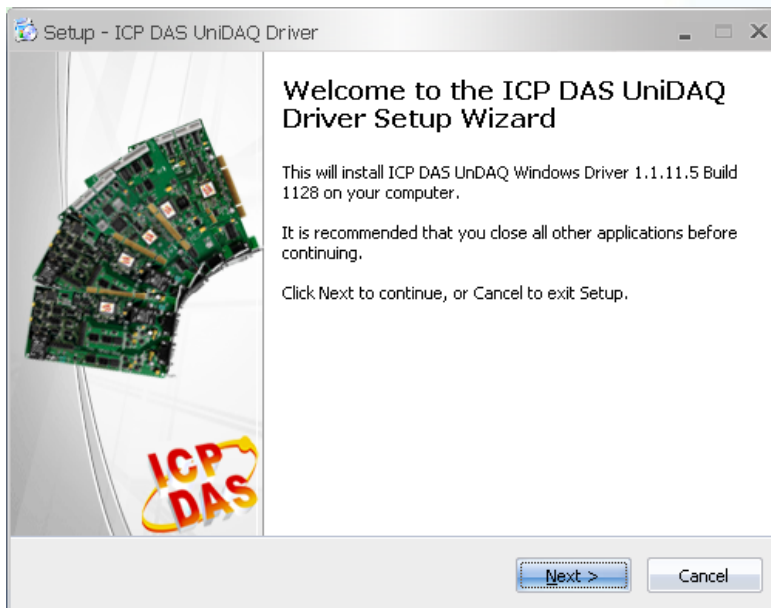 Setup - ICP DAS UniDAQ Driver
Welcome to the ICP DAS UniDAQ
Driver Setup Wizard
This will install ICP DAS UnDAQ Windows Driver 1.1.11.5 Build
1128 on your computer.
It is recommended that you close all other applications before
continuing.
Click Next to continue, or Cancel to exit Setup.
ICP
DAS
Next >
Cancel